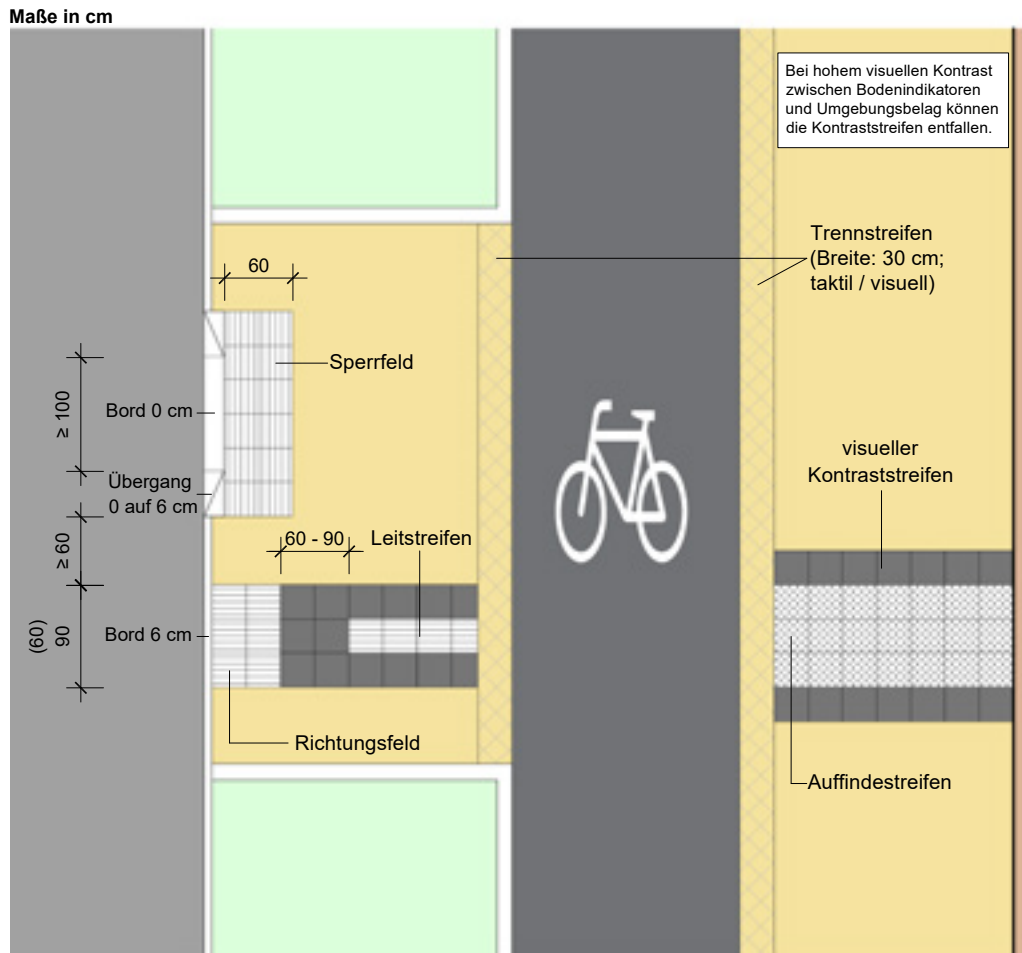 Maße in cm
Bei hohem visuellen Kontrast
zwischen Bodenindikatoren
und Umgebungsbelag können
die Kontraststreifen entfallen.
Trennstreifen
(Breite: 30 cm;
taktil / visuell)
60
Sperrfeld
≥ 100
Bord 0 cm
visueller
Kontraststreifen
Übergang
0 auf 6 cm
≥ 60
60 - 90
Leitstreifen
(60)
90
Bord 6 cm
Richtungsfeld
Auffindestreifen